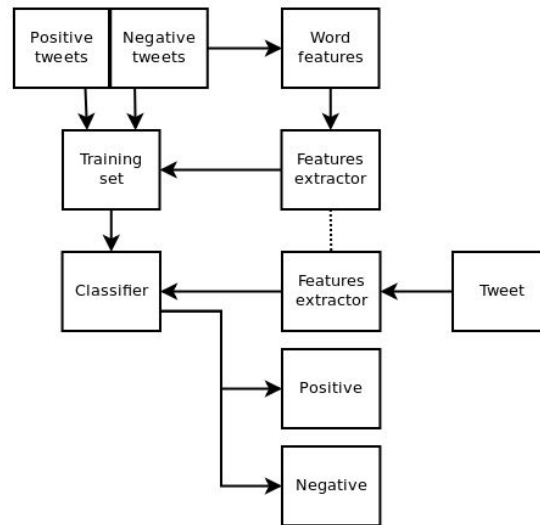 Positive
tweets
Negative
tweets
Word
features
Training
set
Features
extractor
Classifier
Features
extractor
Tweet
Positive
Negative